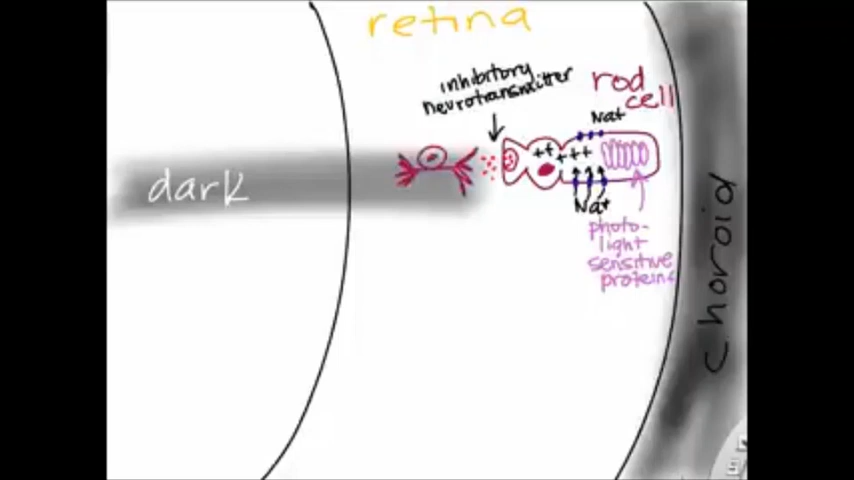 retina
inhibitory
neurotransmitter
rod
cell
Na+
++ +++
dark
Na+
photo-
light
sensitive
proteins
choroid